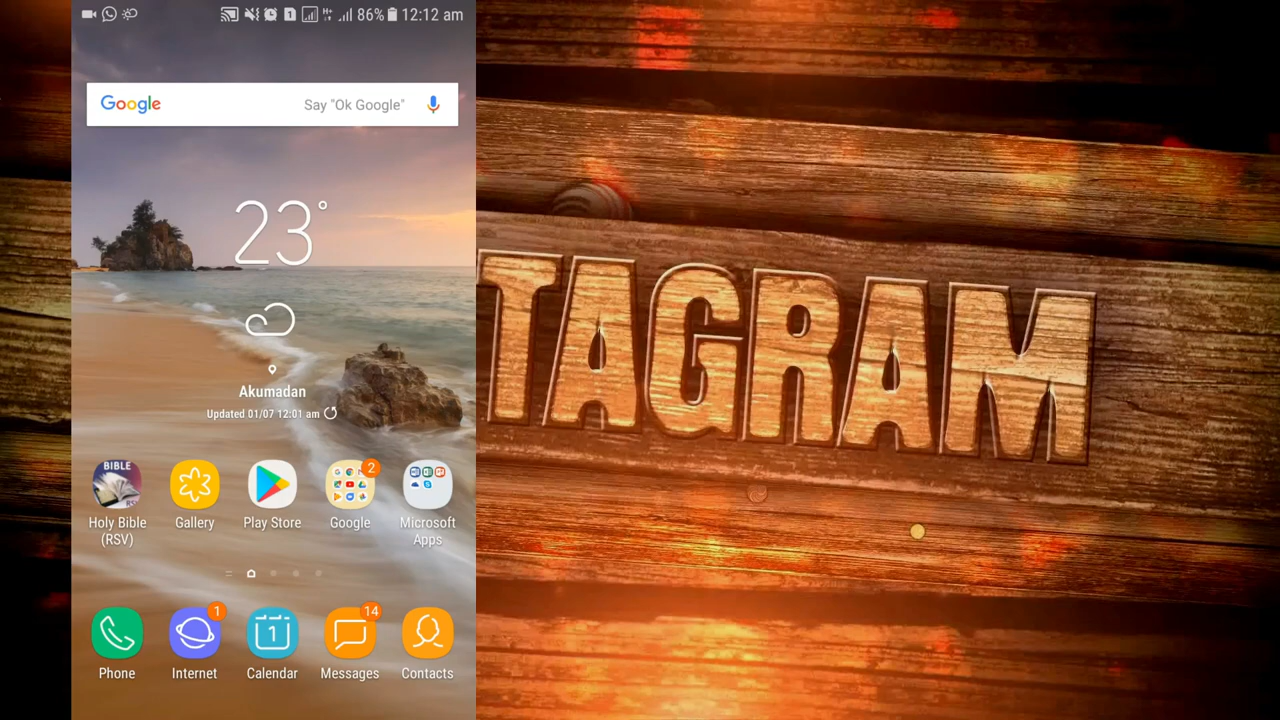 86% 12:12 am
Google Say "Ok Google"
23°
Akumadan
Updated 01/07 12:01 am
TAGRAM
BIBLE
RSV
2
Holy Bible
(RSV)
Gallery
Play Store
Google
Microsoft
Apps
1
14
1
Phone
Internet
Calendar
Messages
Contacts